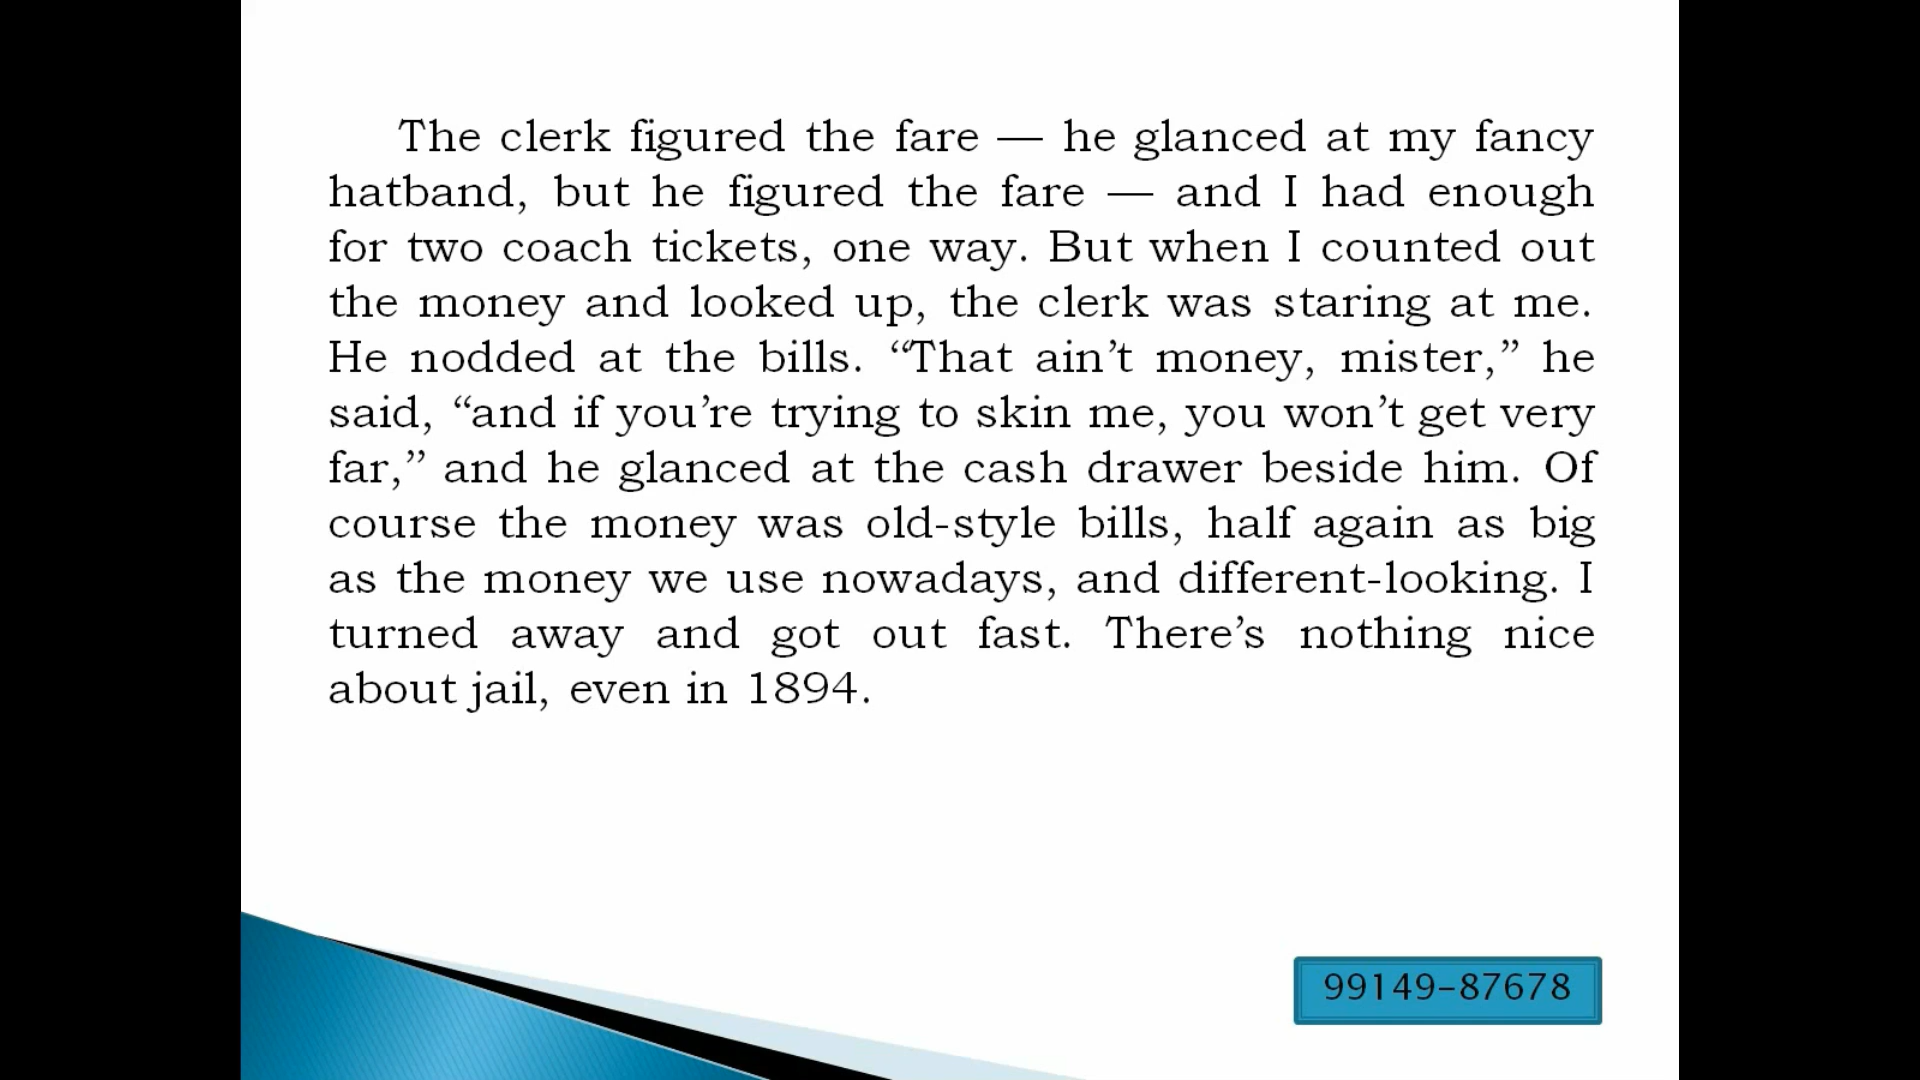 The clerk figured the fare — he glanced at my fancy
hatband, but he figured the fare — and I had enough
for two coach tickets, one way. But when I counted out
the money and looked up, the clerk was staring at me.
He nodded at the bills. “That ain’t money, mister,” he
said, “and if you’re trying to skin me, you won’t get very
far,” and he glanced at the cash drawer beside him. Of
course the money was old-style bills, half again as big
as the money we use nowadays, and different-looking. I
turned away and got out fast. There’s nothing nice
about jail, even in 1894.
99149-87678